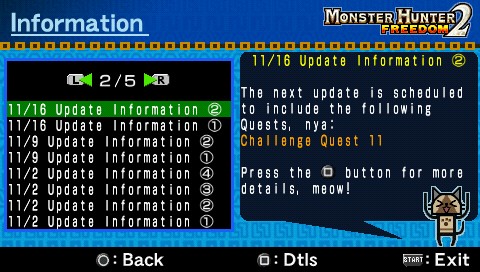 Information
MONSTER HUNTER
FREEDOM 2
L 2/5 R
11/16 Update Information ②
11/16 Update Information ①
11/9 Update Information ②
11/9 Update Information ①
11/2 Update Information ④
11/2 Update Information ③
11/2 Update Information ②
11/2 Update Information ①
11/16 Update Information ②
The next update is scheduled
to include the following
Quests, nya:
Challenge Quest 11
Press the button for more
details, meow!
: Back
: Dtls
START: Exit